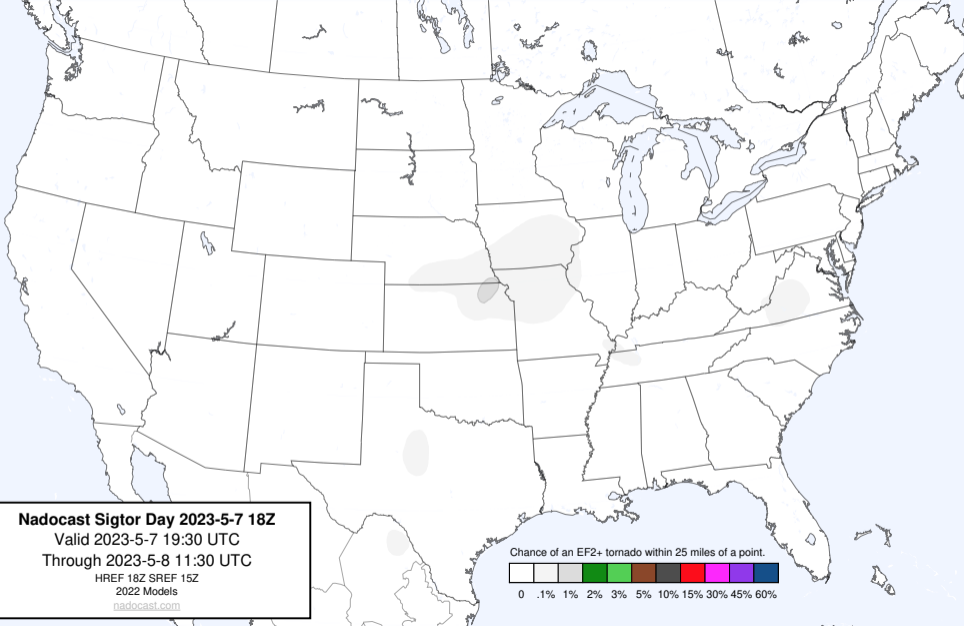 Nadocast Sigtor Day 2023-5-7 18Z
Valid 2023-5-7 19:30 UTC
Through 2023-5-8 11:30 UTC
HREF 18Z SREF 15Z
2022 Models
nadocast.com
Chance of an EF2+ tornado within 25 miles of a point.
0 .1% 1% 2% 3% 5% 10% 15% 30% 45% 60%